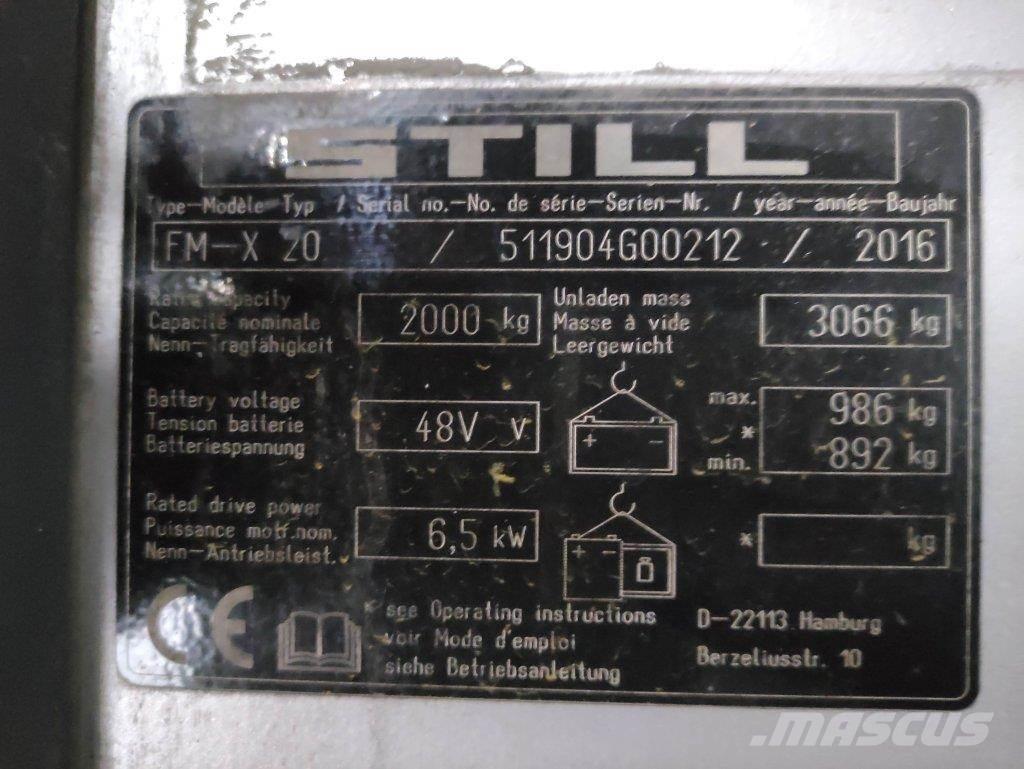 STILL
Type-Modèle-Typ / Serial no.-No. de série-Serien-Nr. / year-année-Baujahr
FM-X 20 / 511904G00212 / 2016
Rated capacity
Capacité nominale
Nenn-Tragfähigkeit
2000 kg
Unladen mass
Masse à vide
Leergewicht
3066 kg
Battery voltage
Tension batterie
Batteriespannung
48V V
max. 986 kg
*
min. 892 kg
Rated drive power
Puissance motr.nom.
Nenn-Antriebsleist.
6,5 kW
* kg
CE
see Operating instructions
voir Mode d'emploi
siehe Betriebsanleitung
D-22113 Hamburg
Berzeliusstr. 10
MASCUS